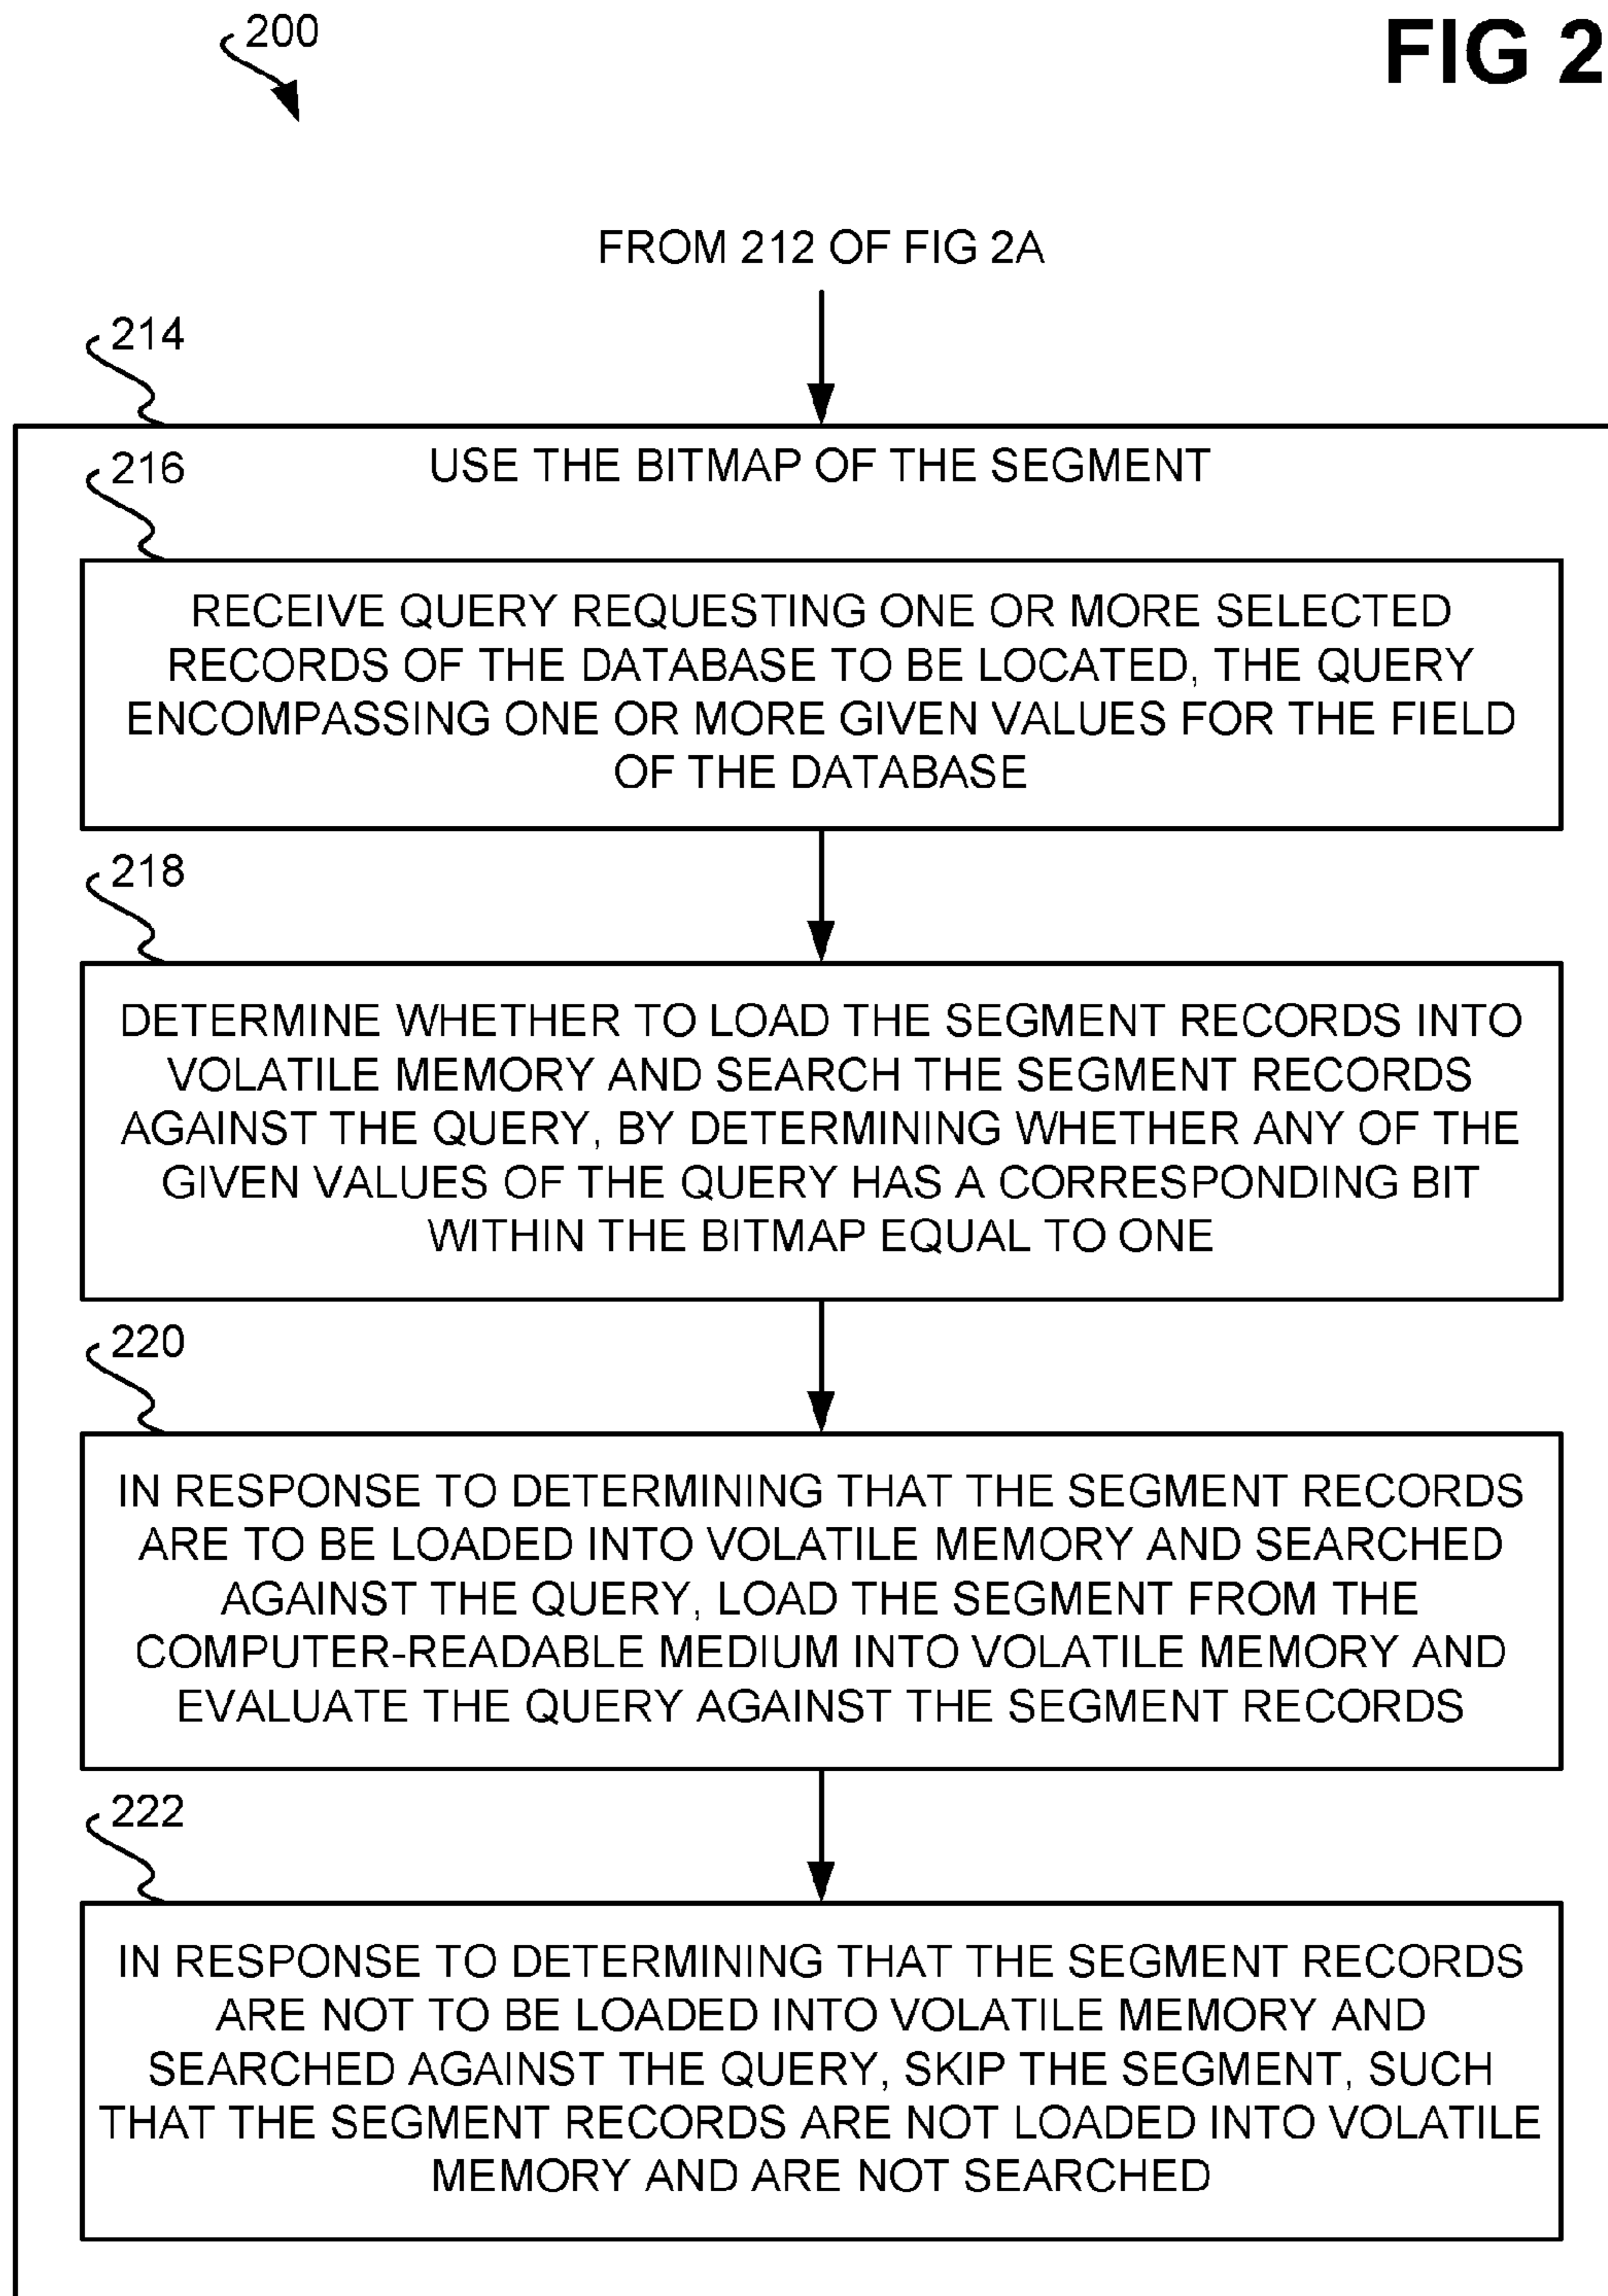 200
FIG 2
FROM 212 OF FIG 2A
214
USE THE BITMAP OF THE SEGMENT
216
RECEIVE QUERY REQUESTING ONE OR MORE SELECTED
RECORDS OF THE DATABASE TO BE LOCATED, THE QUERY
ENCOMPASSING ONE OR MORE GIVEN VALUES FOR THE FIELD
OF THE DATABASE
218
DETERMINE WHETHER TO LOAD THE SEGMENT RECORDS INTO
VOLATILE MEMORY AND SEARCH THE SEGMENT RECORDS
AGAINST THE QUERY, BY DETERMINING WHETHER ANY OF THE
GIVEN VALUES OF THE QUERY HAS A CORRESPONDING BIT
WITHIN THE BITMAP EQUAL TO ONE
220
IN RESPONSE TO DETERMINING THAT THE SEGMENT RECORDS
ARE TO BE LOADED INTO VOLATILE MEMORY AND SEARCHED
AGAINST THE QUERY, LOAD THE SEGMENT FROM THE
COMPUTER-READABLE MEDIUM INTO VOLATILE MEMORY AND
EVALUATE THE QUERY AGAINST THE SEGMENT RECORDS
222
IN RESPONSE TO DETERMINING THAT THE SEGMENT RECORDS
ARE NOT TO BE LOADED INTO VOLATILE MEMORY AND
SEARCHED AGAINST THE QUERY, SKIP THE SEGMENT, SUCH
THAT THE SEGMENT RECORDS ARE NOT LOADED INTO VOLATILE
MEMORY AND ARE NOT SEARCHED